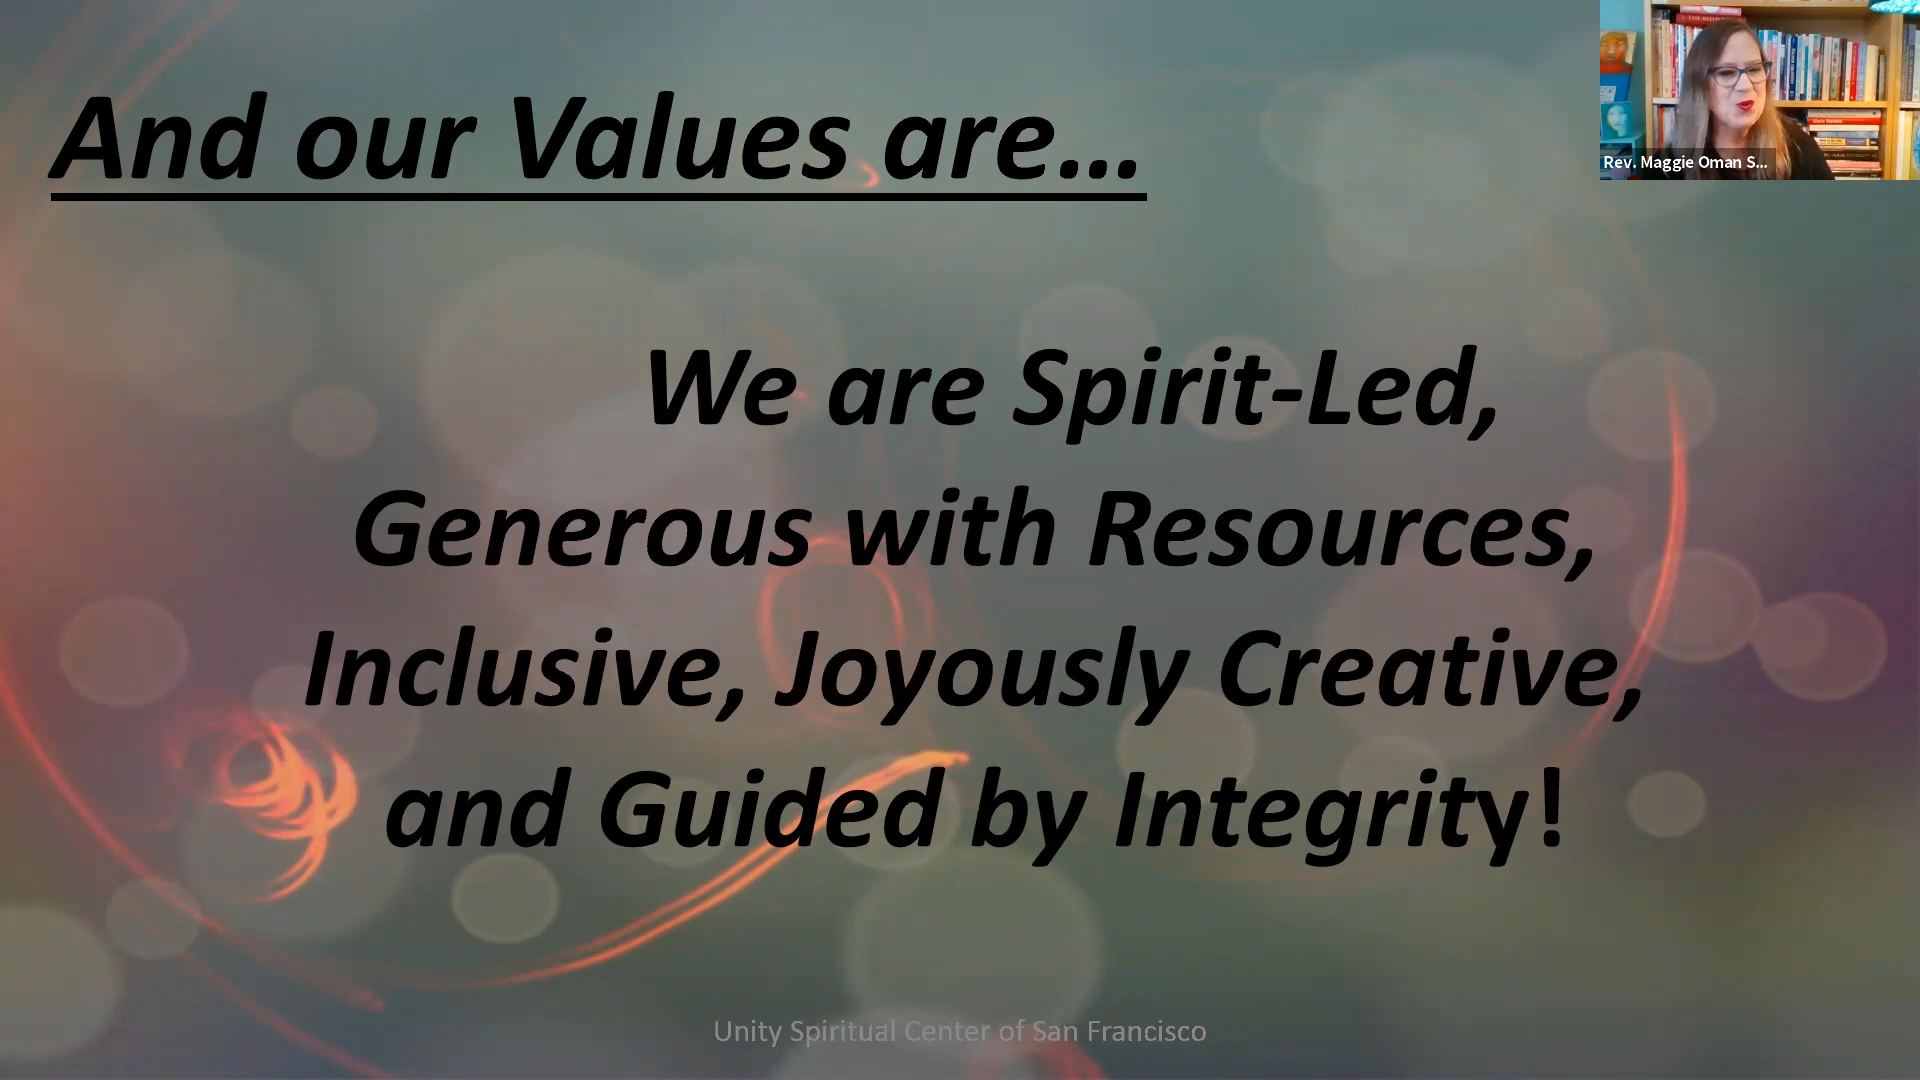 And our Values are...
Rev. Maggie Oman S...
We are Spirit-Led,
Generous with Resources,
Inclusive, Joyously Creative,
and Guided by Integrity!
Unity Spiritual Center of San Francisco